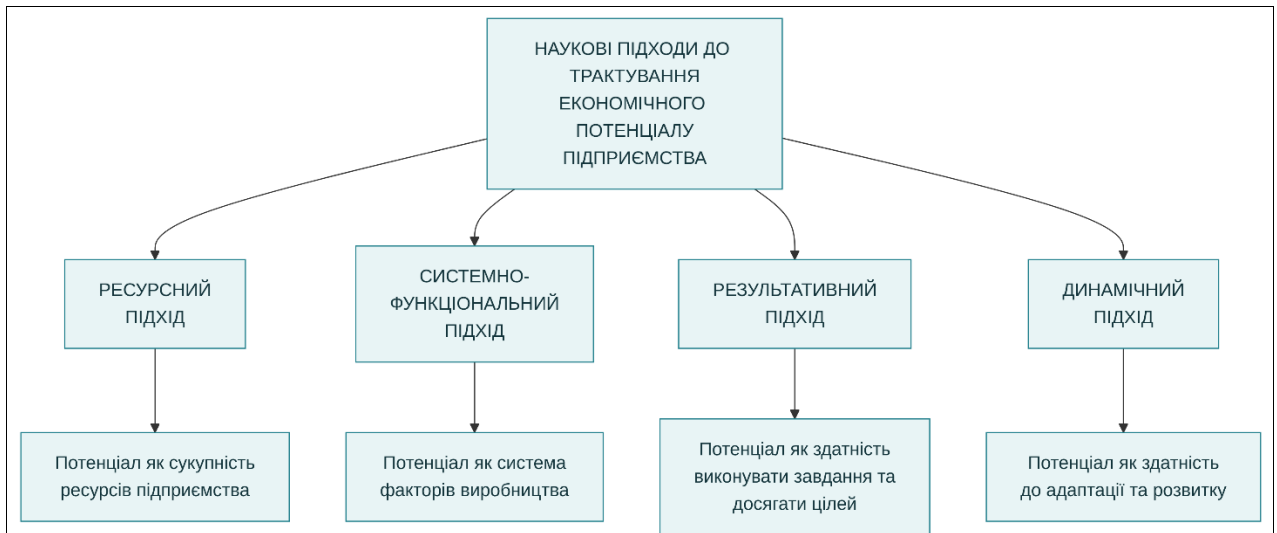 НАУКОВІ ПІДХОДИ ДО
ТРАКТУВАННЯ
ЕКОНОМІЧНОГО
ПОТЕНЦІАЛУ
ПІДПРИЄМСТВА
РЕСУРСНИЙ
ПІДХІД
СИСТЕМНО-
ФУНКЦІОНАЛЬНИЙ
ПІДХІД
РЕЗУЛЬТАТИВНИЙ
ПІДХІД
ДИНАМІЧНИЙ
ПІДХІД
Потенціал як сукупність
ресурсів підприємства
Потенціал як система
факторів виробництва
Потенціал як здатність
виконувати завдання та
досягати цілей
Потенціал як здатність
до адаптації та розвитку